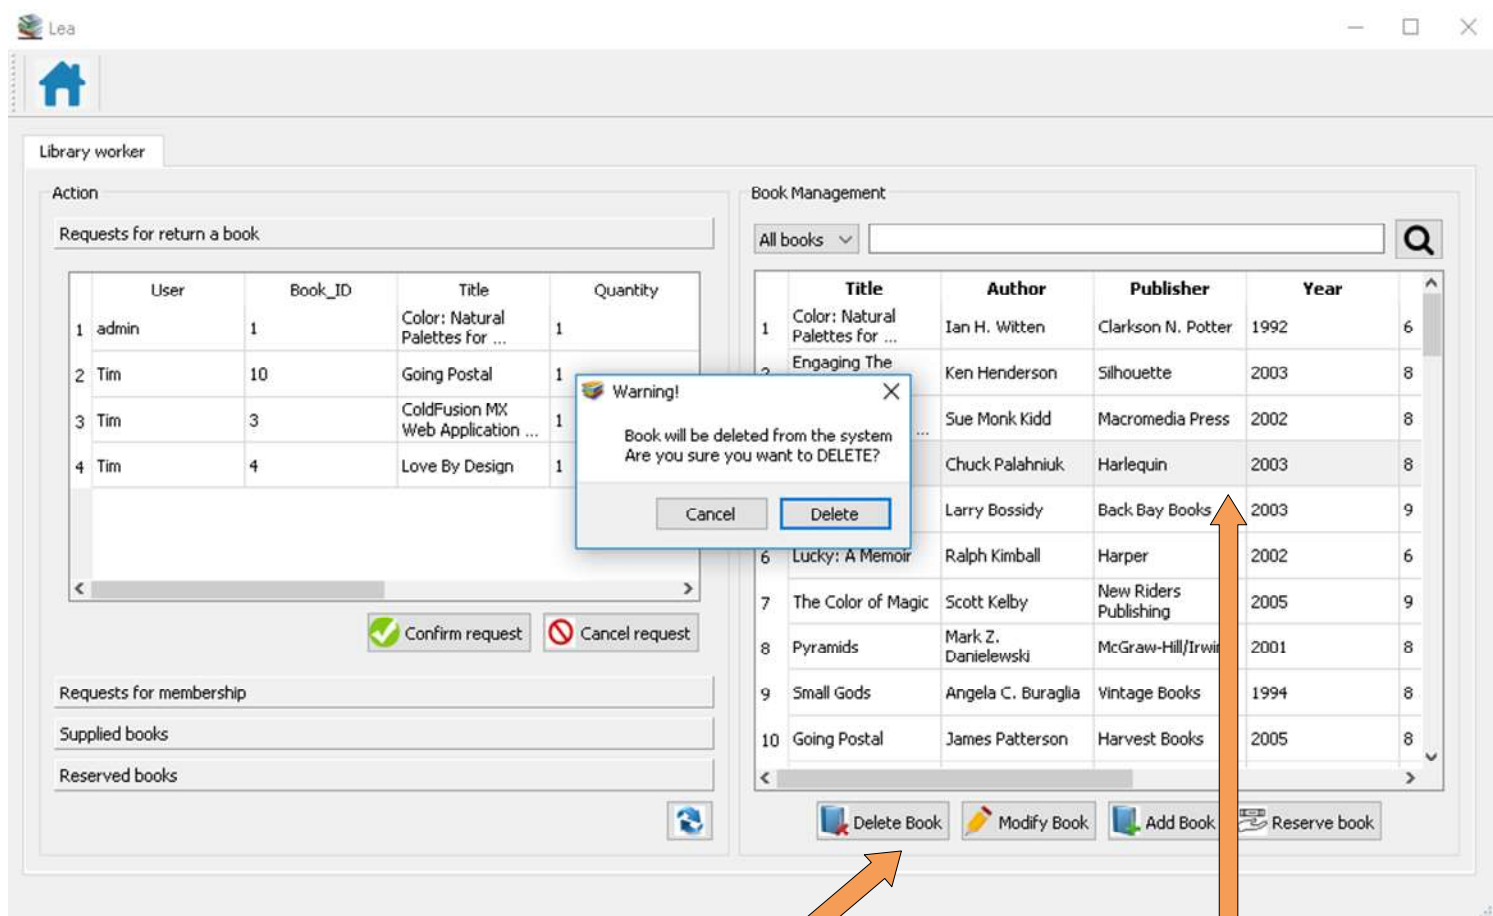 Lea
Library worker
Action
Requests for return a book
User Book_ID Title Quantity
1 admin 1 Color: Natural Palettes for ... 1
2 Tim 10 Going Postal 1
3 Tim 3 ColdFusion MX Web Application ... 1
4 Tim 4 Love By Design 1
Confirm request
Cancel request
Requests for membership
Supplied books
Reserved books
Book Management
All books
Title Author Publisher Year
1 Color: Natural Palettes for ... Ian H. Witten Clarkson N. Potter 1992 6
Engaging The Ken Henderson Silhouette 2003 8
... Sue Monk Kidd Macromedia Press 2002 8
Chuck Palahniuk Harlequin 2003 8
Larry Bossidy Back Bay Books 2003 9
6 Lucky: A Memoir Ralph Kimball Harper 2002 6
7 The Color of Magic Scott Kelby New Riders Publishing 2005 9
8 Pyramids Mark Z. Danielewski McGraw-Hill/Irwin 2001 8
9 Small Gods Angela C. Buraglia Vintage Books 1994 8
10 Going Postal James Patterson Harvest Books 2005 8
Delete Book
Modify Book
Add Book
Reserve book
Warning!
Book will be deleted from the system
Are you sure you want to DELETE?
Cancel
Delete